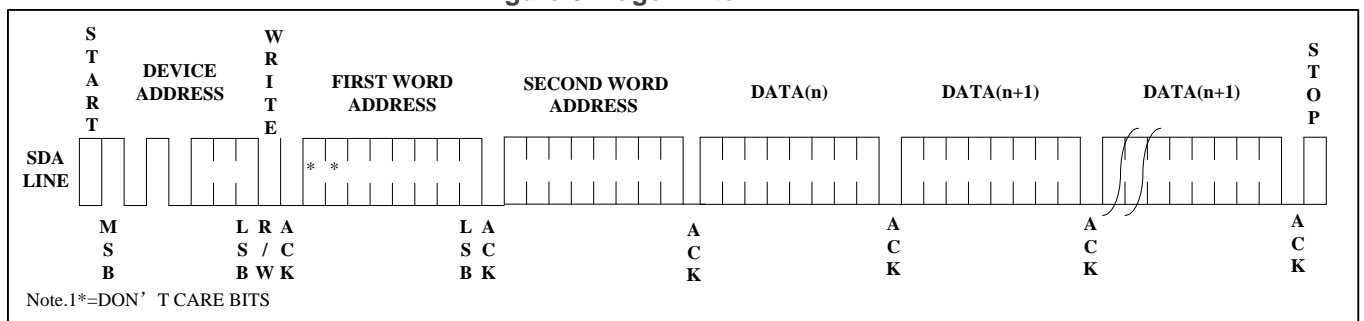 START
WRITE
STOP
DEVICE
ADDRESS
FIRST WORD
ADDRESS
SECOND WORD
ADDRESS
DATA(n)
DATA(n+1)
DATA(n+1)
SDA
LINE
* *
MSB
LSB
R/W
ACK
LSB
ACK
ACK
ACK
ACK
ACK
Note.1*=DON’T CARE BITS